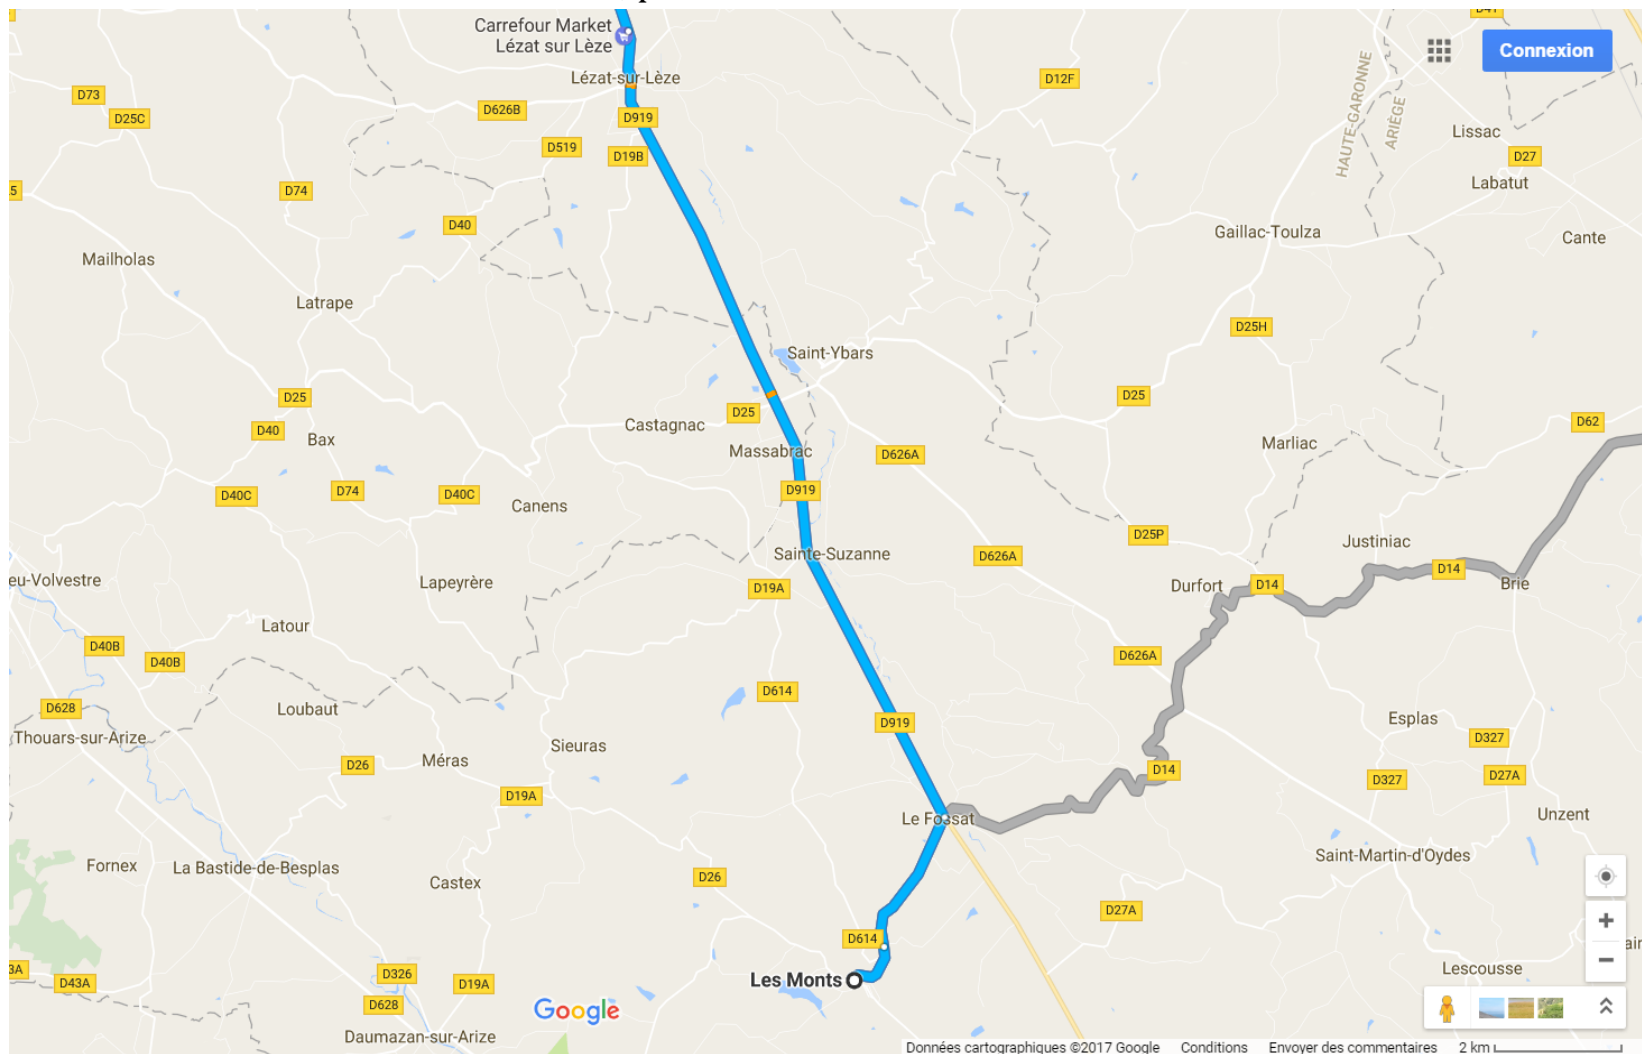 D41
Carrefour Market
Lézat sur Lèze
Connexion
Lézat-sur-Lèze
D12F
D73
D626B
D919
D25C
HAUTE-GARONNE
ARIÈGE
Lissac
D519
D19B
D27
D74
Labatut
D40
Gaillac-Toulza
Cante
Mailholas
Latrape
D25H
Saint-Ybars
D25
D25
D25
Castagnac
D62
D40
Bax
Massabrac
D626A
Marliac
D40C
D74
D40C
D919
Canens
D25P
Justiniac
Sainte-Suzanne
D626A
D14
eu-Volvestre
Lapeyrère
D19A
Durfort
D14
Brie
Latour
D40B
D40B
D626A
D614
D628
Loubaut
D919
Esplas
Thouars-sur-Arize
Sieuras
D327
D26
Méras
D14
D327
D27A
D19A
Le Fossat
Unzent
Saint-Martin-d'Oydes
Fornex
La Bastide-de-Besplas
Castex
D26
D27A
D614
3A
D43A
D326
D19A
Les Monts
Lescousse
D628
Google
Daumazan-sur-Arize
Données cartographiques ©2017 Google Conditions Envoyer des commentaires 2 km